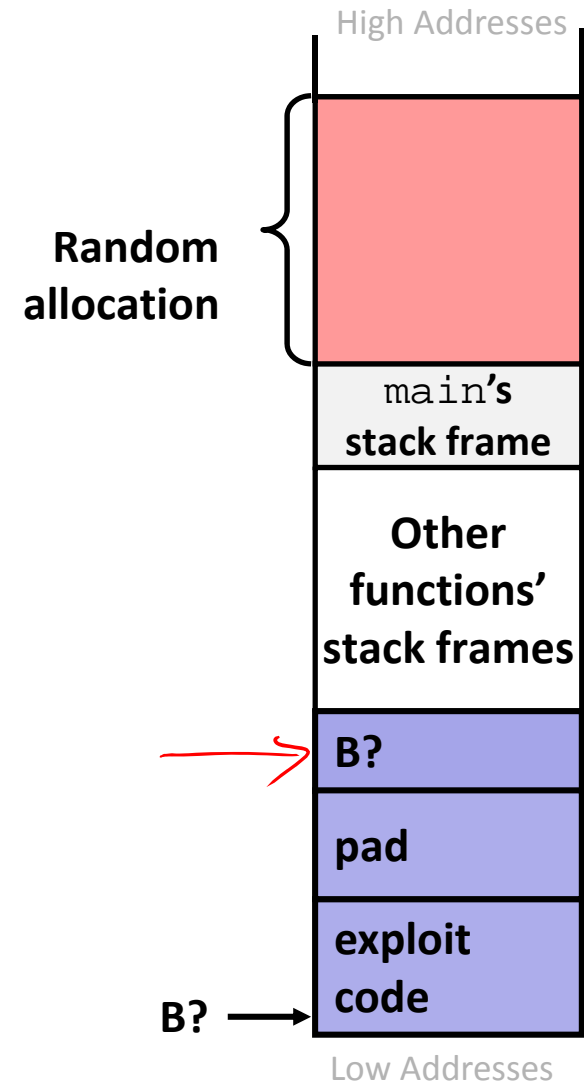 High Addresses
Random
allocation
main's
stack frame
Other
functions’
stack frames
B?
pad
exploit
code
B?
Low Addresses